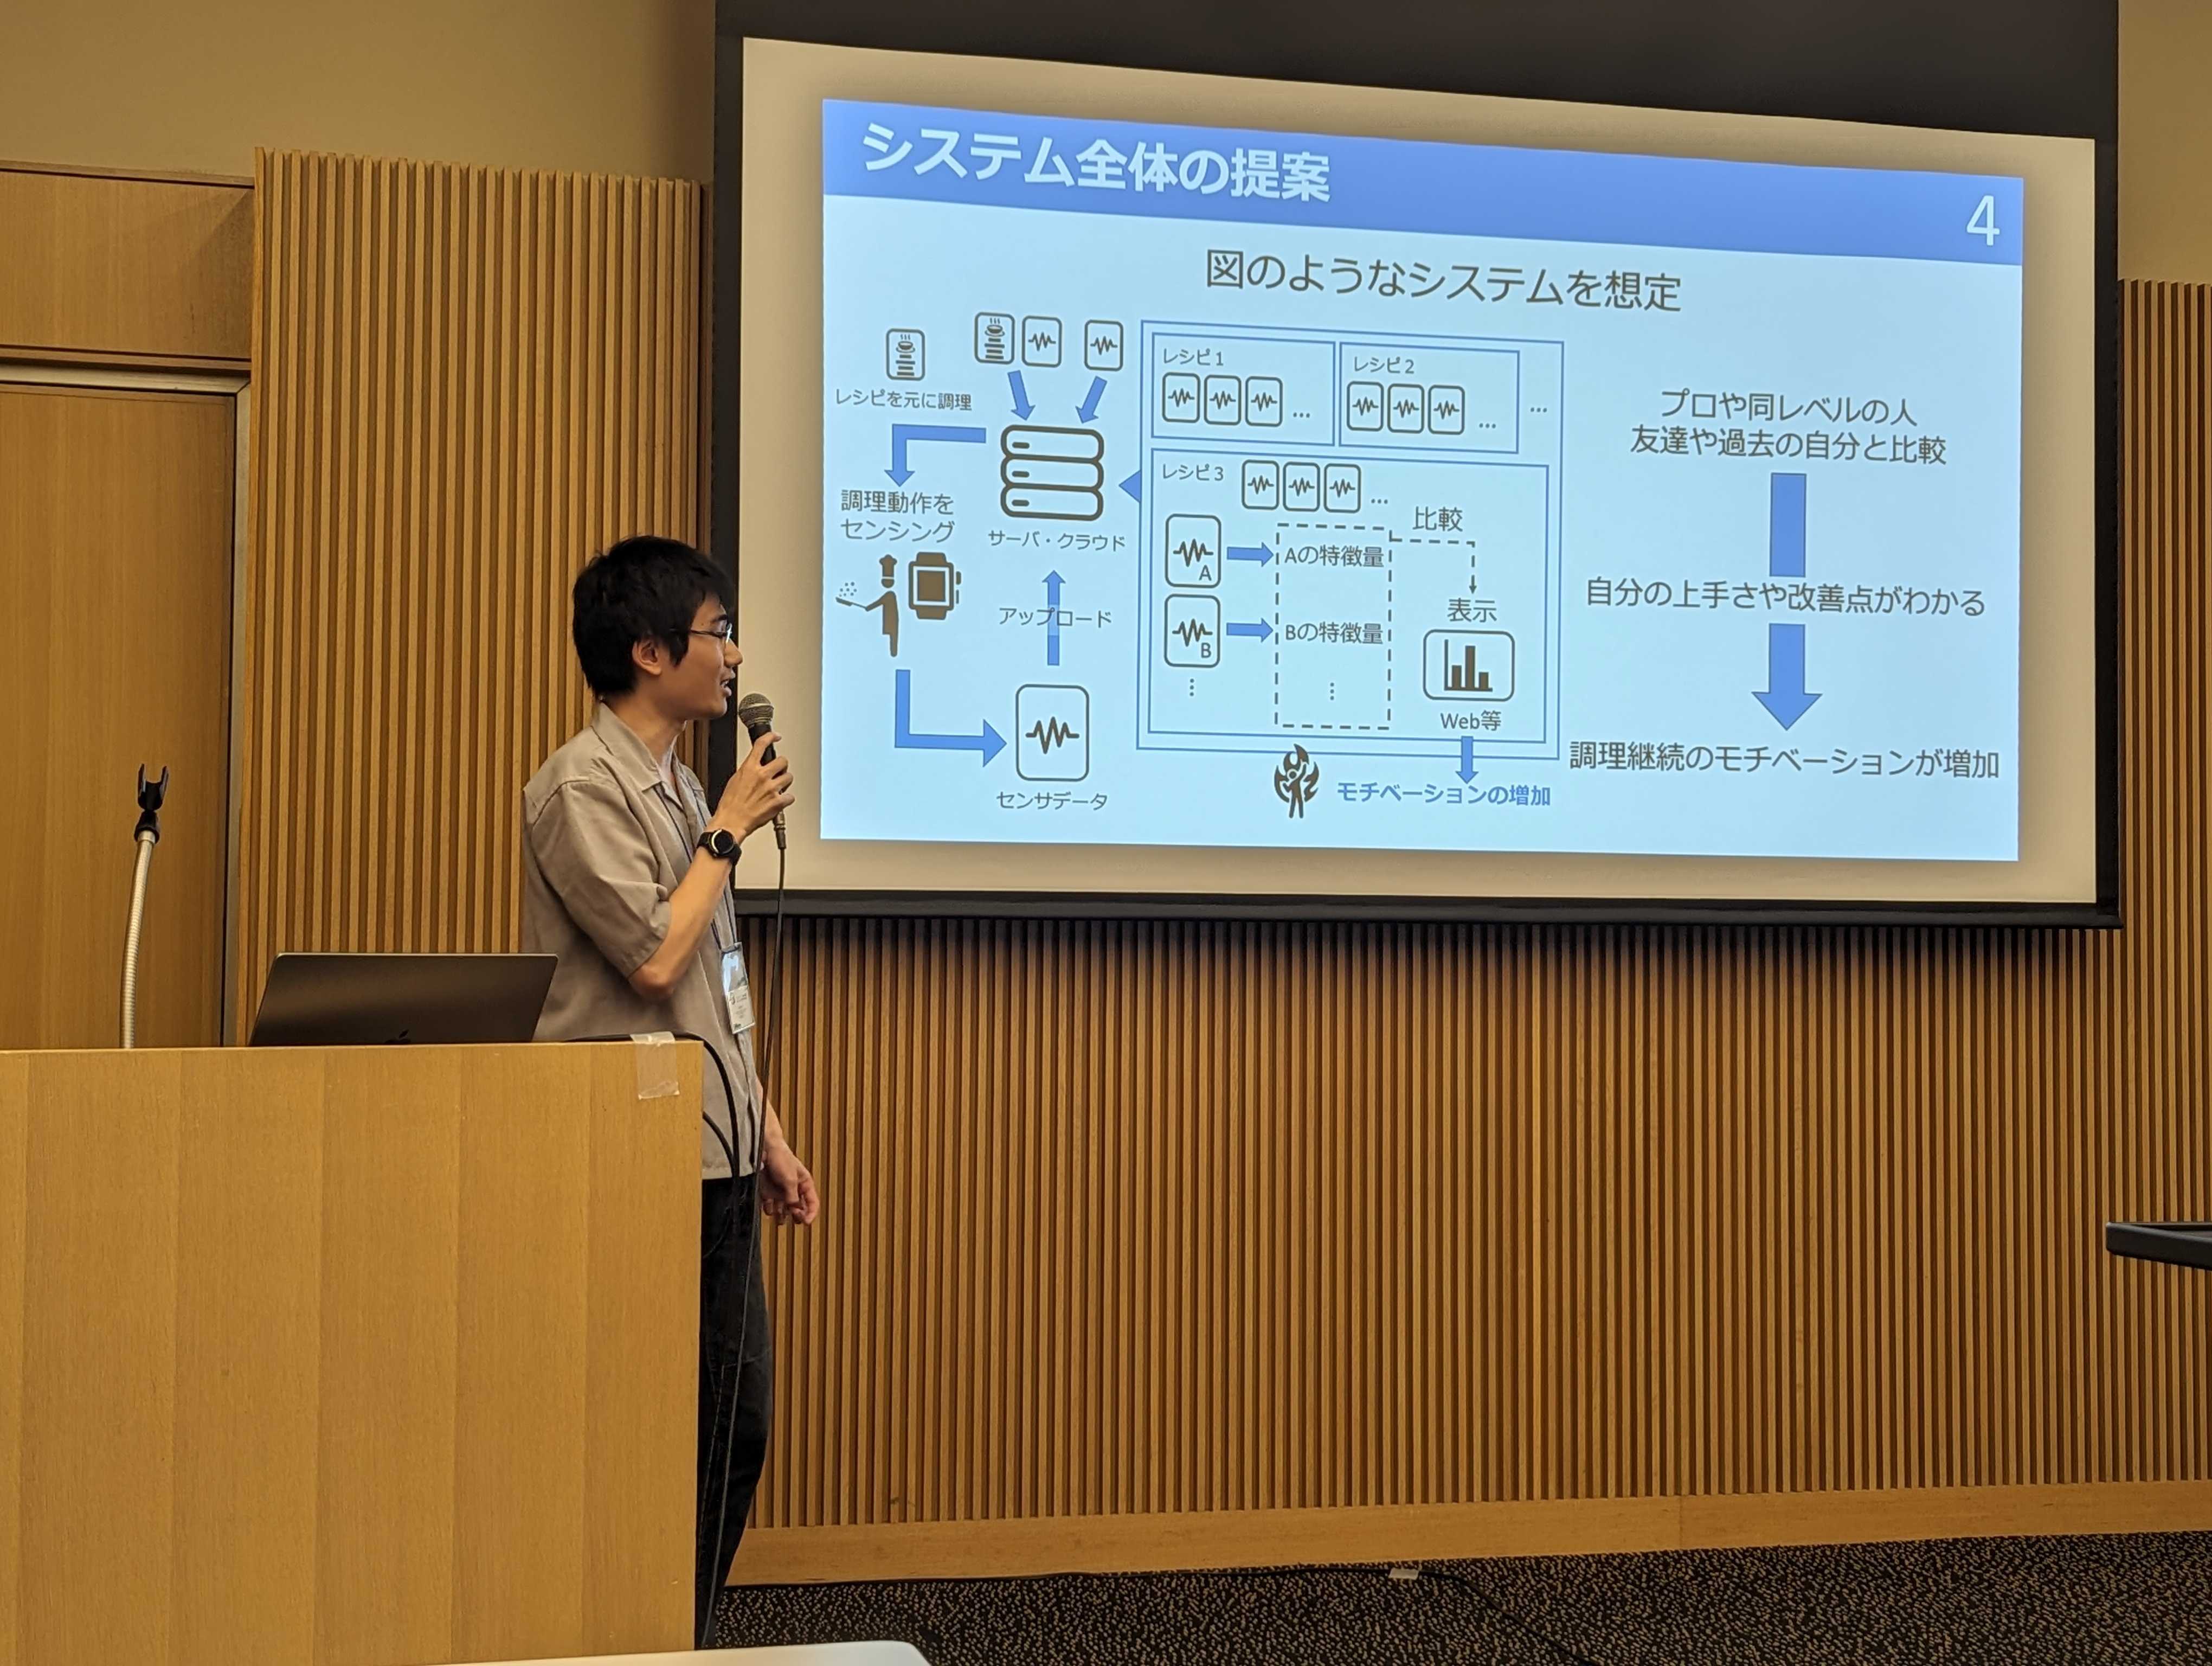 システム全体の提案
4
図のようなシステムを想定
レシピを元に調理
調理動作を
センシング
サーバ・クラウド
アップロード
センサデータ
レシピ1
...
レシピ2
...
...
レシピ3
...
比較
A
Aの特徴量
B
Bの特徴量
表示
Web等
モチベーションの増加
プロや同レベルの人
友達や過去の自分と比較
自分の上手さや改善点がわかる
調理継続のモチベーションが増加